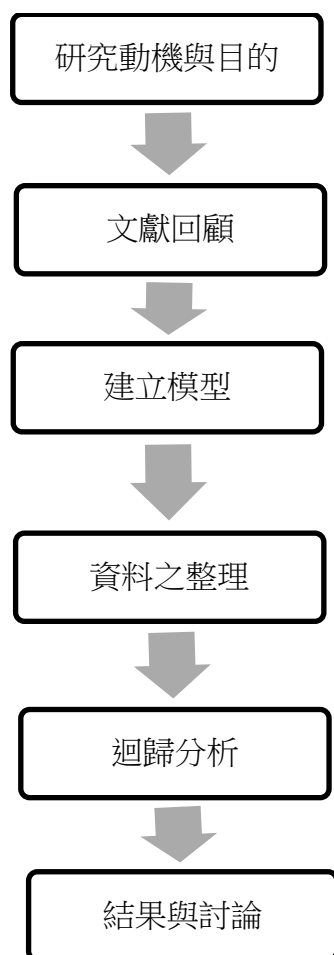 研究動機與目的
文獻回顧
建立模型
資料之整理
迴歸分析
結果與討論